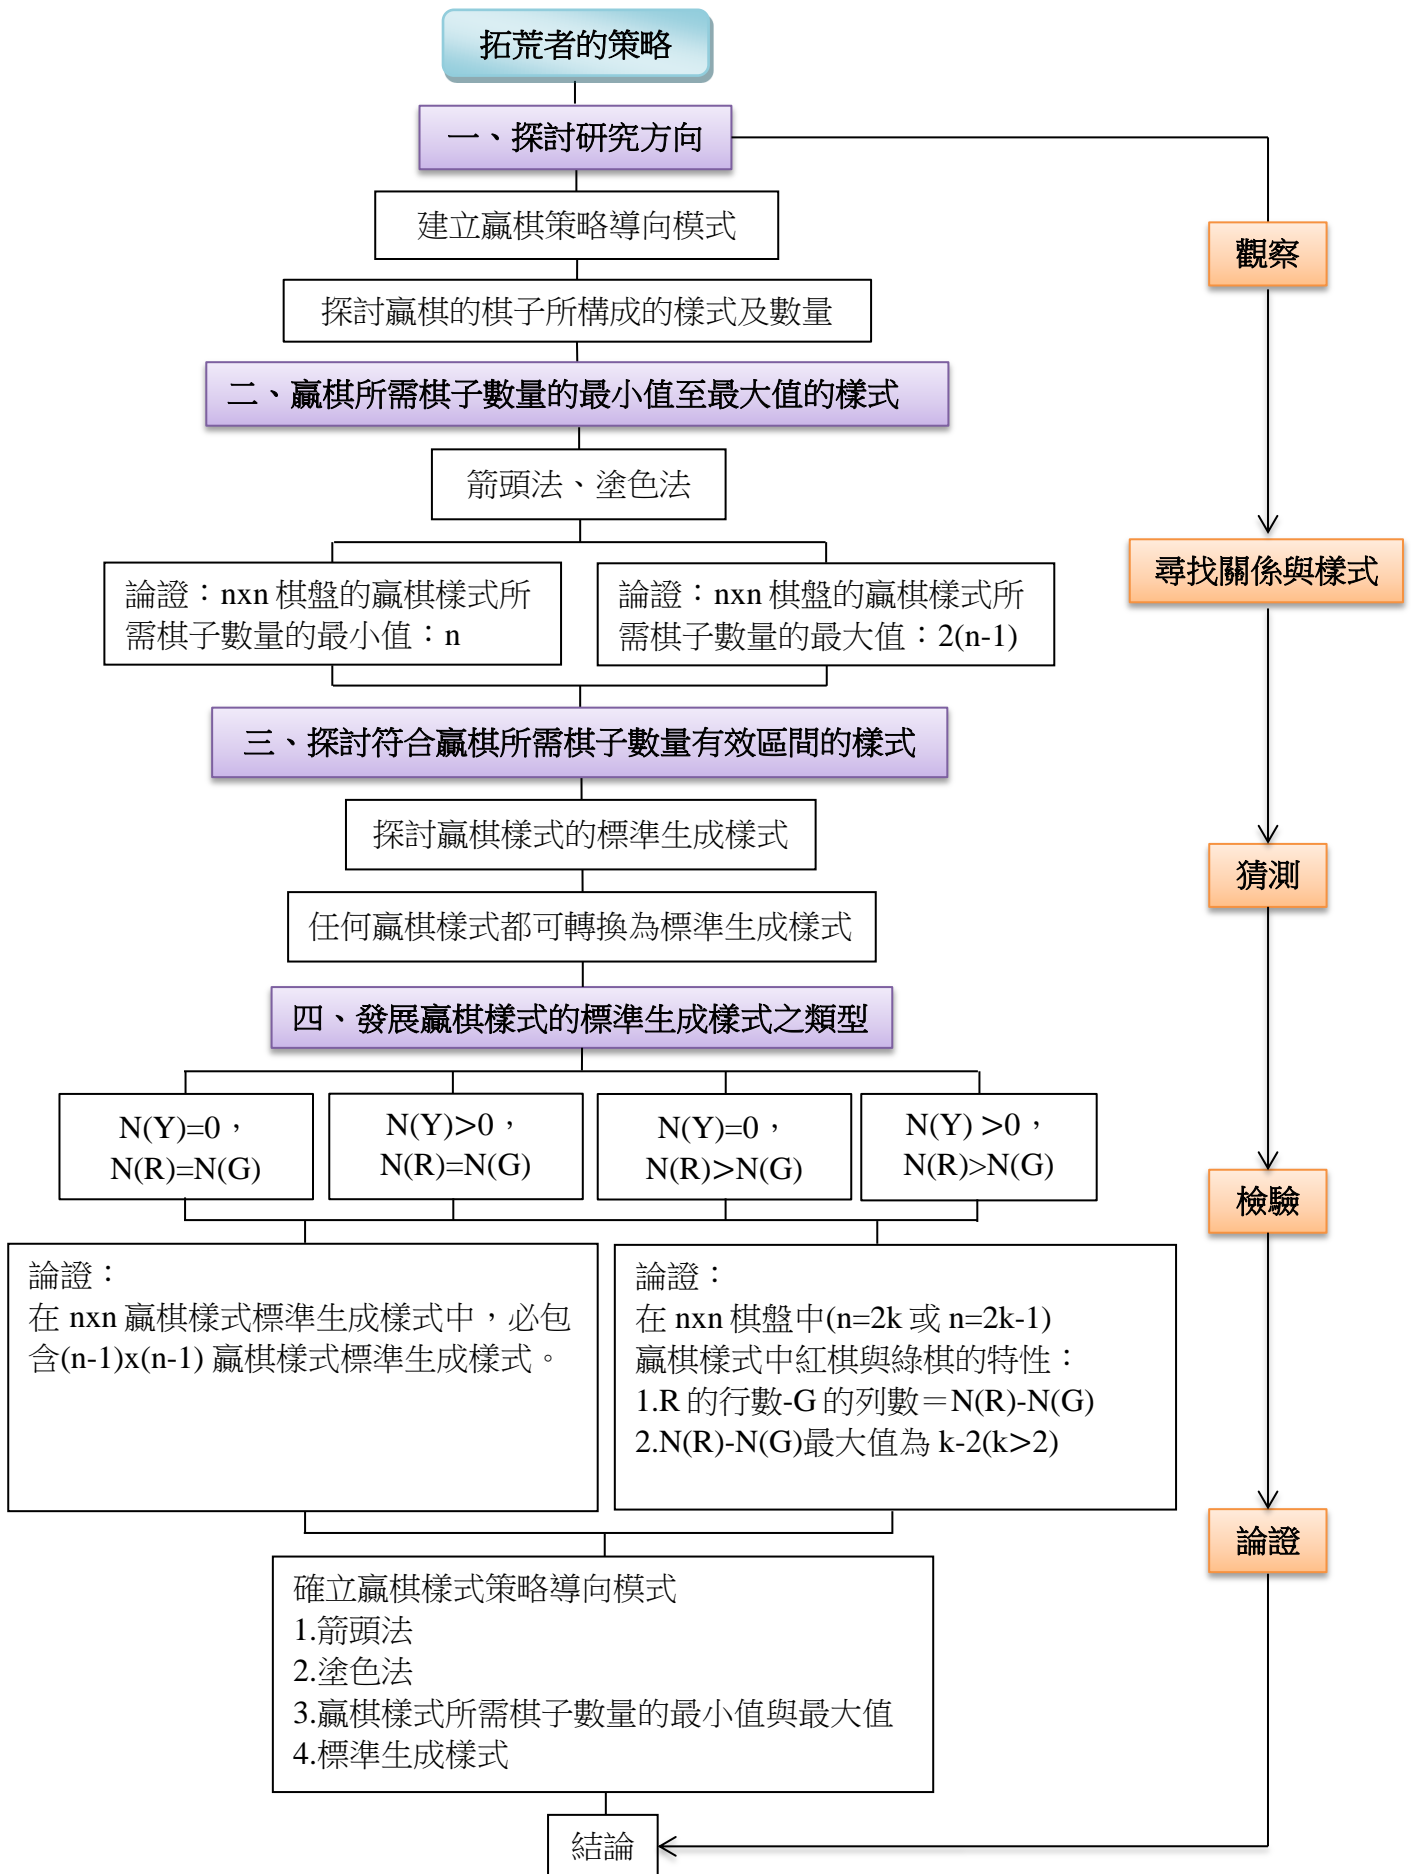 拓荒者的策略
一、探討研究方向
建立贏棋策略導向模式
觀察
探討贏棋的棋子所構成的樣式及數量
二、贏棋所需棋子數量的最小值至最大值的樣式
箭頭法、塗色法
尋找關係與樣式
論證：nxn 棋盤的贏棋樣式所
需棋子數量的最小值：n
論證：nxn 棋盤的贏棋樣式所
需棋子數量的最大值：2(n-1)
三、探討符合贏棋所需棋子數量有效區間的樣式
探討贏棋樣式的標準生成樣式
猜測
任何贏棋樣式都可轉換為標準生成樣式
四、發展贏棋樣式的標準生成樣式之類型
N(Y)=0，
N(R)=N(G)
N(Y)>0，
N(R)=N(G)
N(Y)=0，
N(R)>N(G)
N(Y) >0，
N(R)>N(G)
檢驗
論證：
在 nxn 贏棋樣式標準生成樣式中，必包
含(n-1)x(n-1) 贏棋樣式標準生成樣式。
論證：
在 nxn 棋盤中(n=2k 或 n=2k-1)
贏棋樣式中紅棋與綠棋的特性：
1.R 的行數-G 的列數＝N(R)-N(G)
2.N(R)-N(G)最大值為 k-2(k>2)
論證
確立贏棋樣式策略導向模式
1.箭頭法
2.塗色法
3.贏棋樣式所需棋子數量的最小值與最大值
4.標準生成樣式
結論